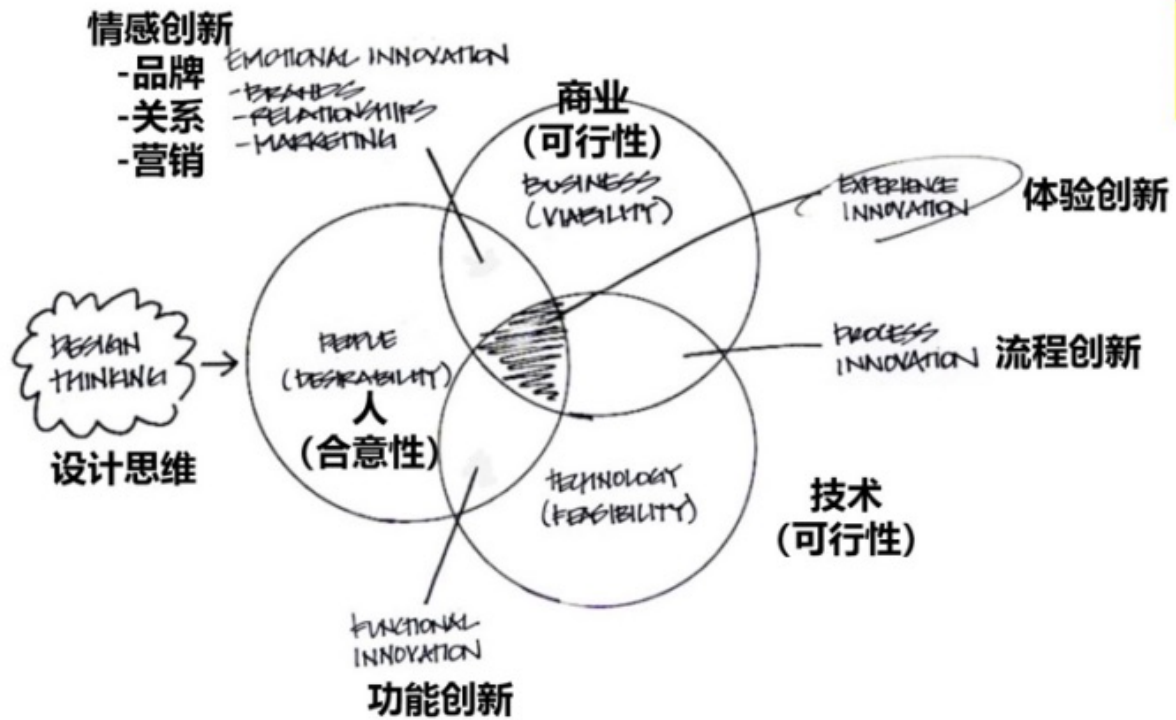 情感创新
-品牌
-关系
-营销
EMOTIONAL INNOVATION
-BRANDS
-RELATIONSHIPS
-MARKETING
商业
(可行性)
BUSINESS
(VIABILITY)
EXPERIENCE
INNOVATION
体验创新
DESIGN
THINKING
设计思维
PEOPLE
(DESIRABILITY)
人
(合意性)
PROCESS
INNOVATION
流程创新
TECHNOLOGY
(FEASIBILITY)
技术
(可行性)
FUNCTIONAL
INNOVATION
功能创新